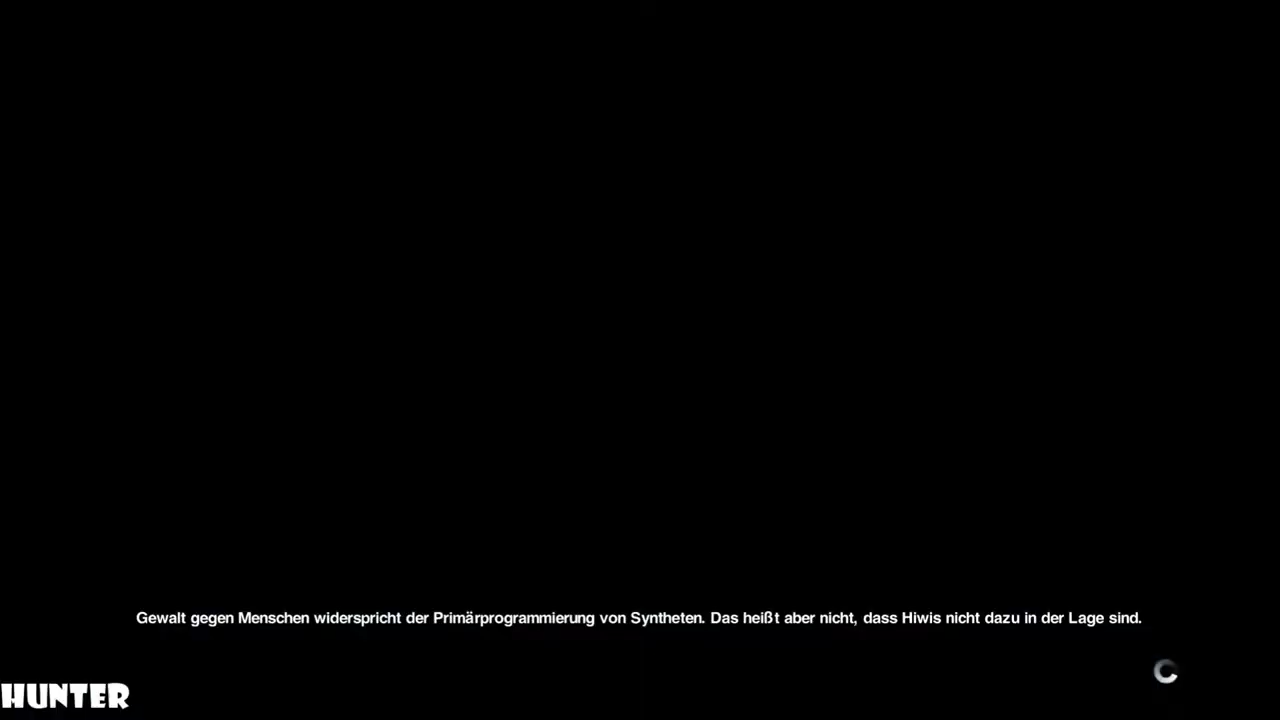 Gewalt gegen Menschen widerspricht der Primärprogrammierung von Syntheten. Das heißt aber nicht, dass Hiwis nicht dazu in der Lage sind.
HUNTER